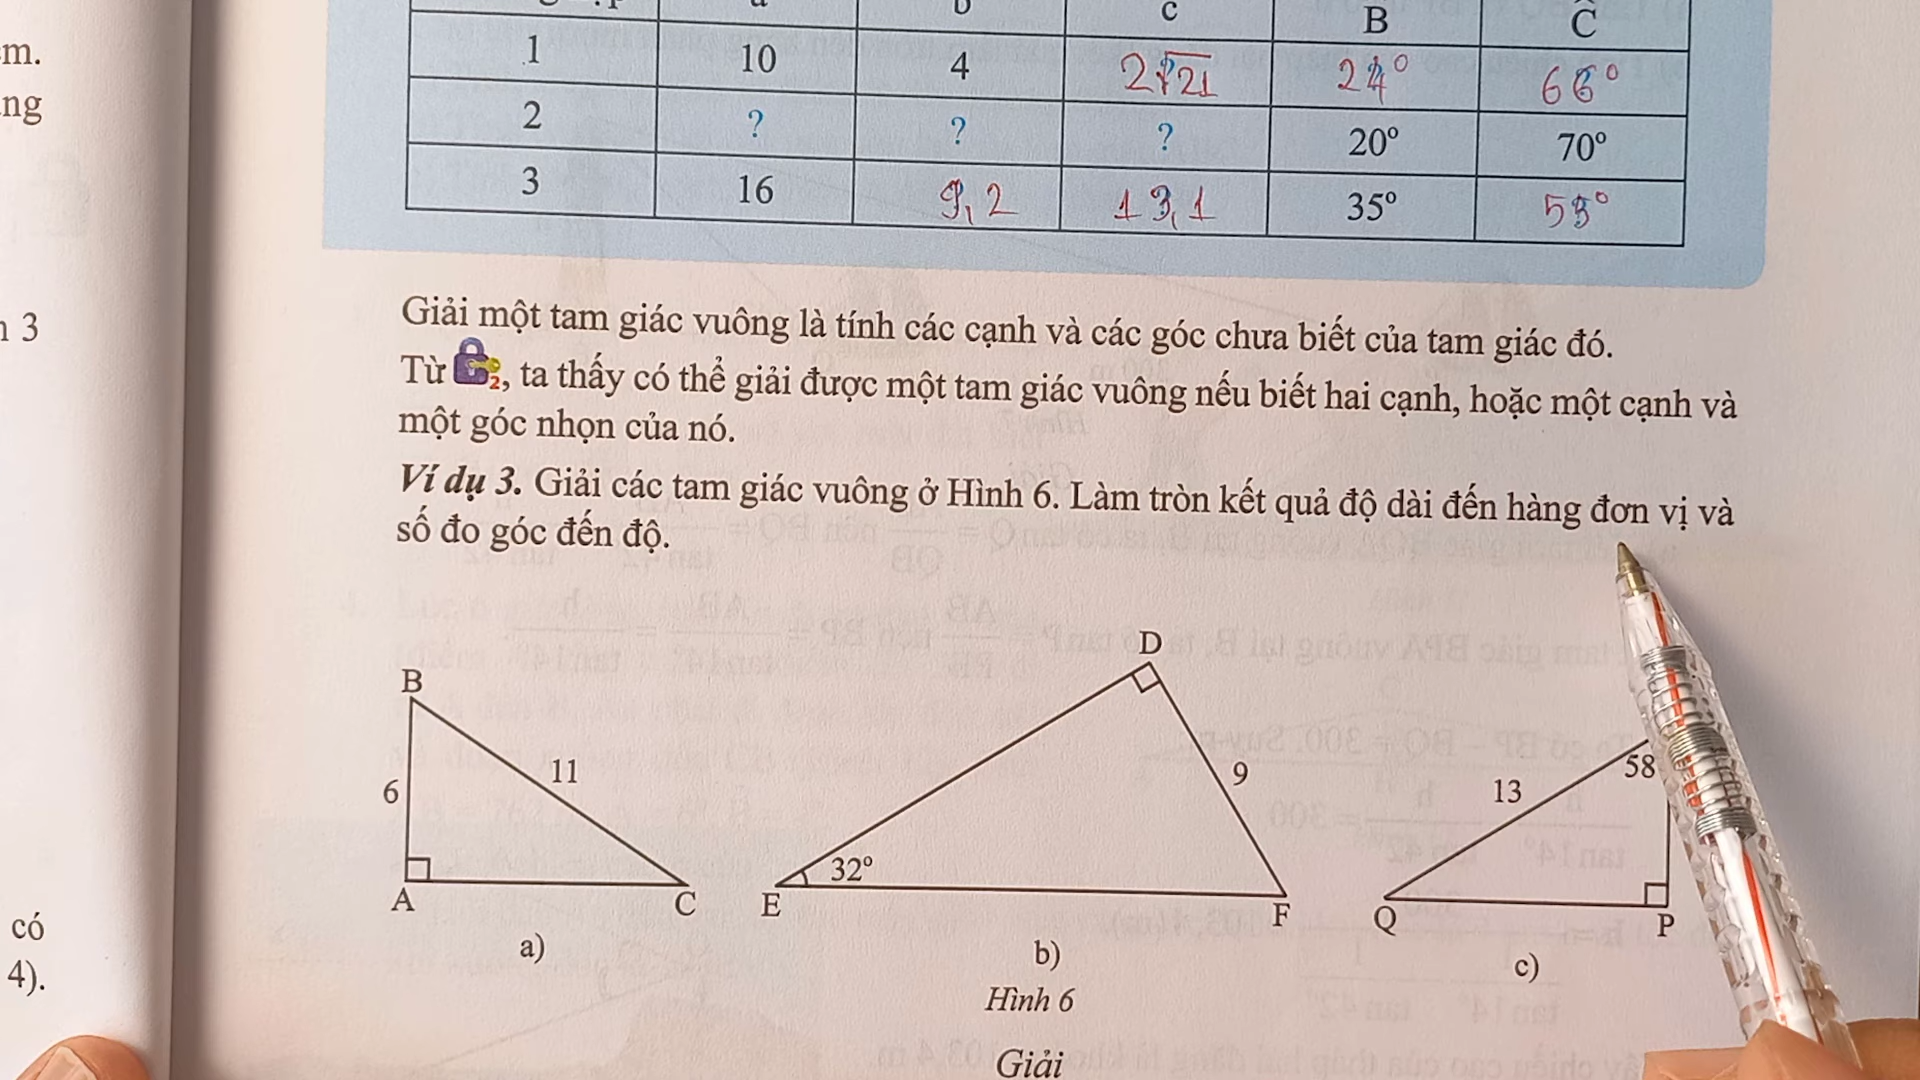 m.
ng
3
có
4).
c B C
1 10 4 2√21 24° 66°
2 ? ? ? 20° 70°
3 16 9,2 13,1 35°
Giải một tam giác vuông là tính các cạnh và các góc chưa biết của tam giác đó.
Từ 2, ta thấy có thể giải được một tam giác vuông nếu biết hai cạnh, hoặc một cạnh và
một góc nhọn của nó.
Ví dụ 3. Giải các tam giác vuông ở Hình 6. Làm tròn kết quả độ dài đến hàng đơn vị và
số đo góc đến độ.
B
6
11
A
C
a)
D
9
32°
E
F
b)
13
58
Q
P
c)
Hình 6
Giải